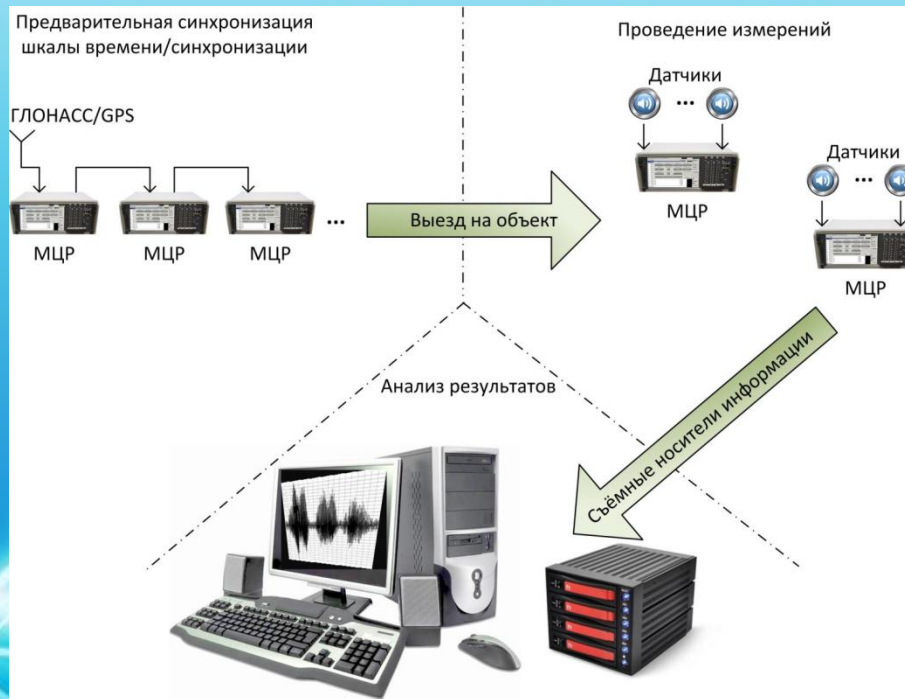 Предварительная синхронизация
шкалы времени/синхронизации
ГЛОНАСС/GPS
МЦР
МЦР
МЦР
...
Выезд на объект
Проведение измерений
Датчики
...
МЦР
Датчики
...
МЦР
Съёмные носители информации
Анализ результатов